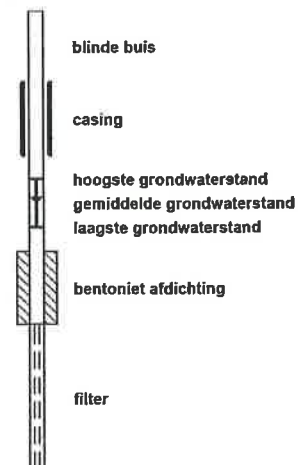 blinde buis
casing
hoogste grondwaterstand
gemiddelde grondwaterstand
laagste grondwaterstand
bentoniet afdichting
filter